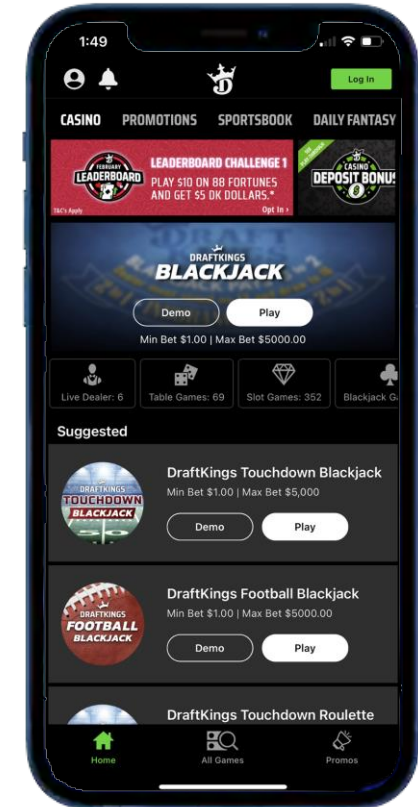 1:49
Log In
CASINO PROMOTIONS SPORTSBOOK DAILY FANTASY
FEBRUARY
LEADERBOARD
LEADERBOARD CHALLENGE 1
PLAY $10 ON 88 FORTUNES
AND GET $5 DK DOLLARS.*
T&C's Apply
Opt In ›
CASINO
DEPOSIT BONUS
DRAFTKINGS
BLACKJACK
Demo Play
Min Bet $1.00 | Max Bet $5000.00
Live Dealer: 6 Table Games: 69 Slot Games: 352 Blackjack Ga
Suggested
DRAFTKINGS
TOUCHDOWN
BLACKJACK
DraftKings Touchdown Blackjack
Min Bet $1.00 | Max Bet $5,000
Demo Play
DRAFTKINGS
FOOTBALL
BLACKJACK
DraftKings Football Blackjack
Min Bet $1.00 | Max Bet $5000.00
Demo Play
DraftKings Touchdown Roulette
Home All Games Promos